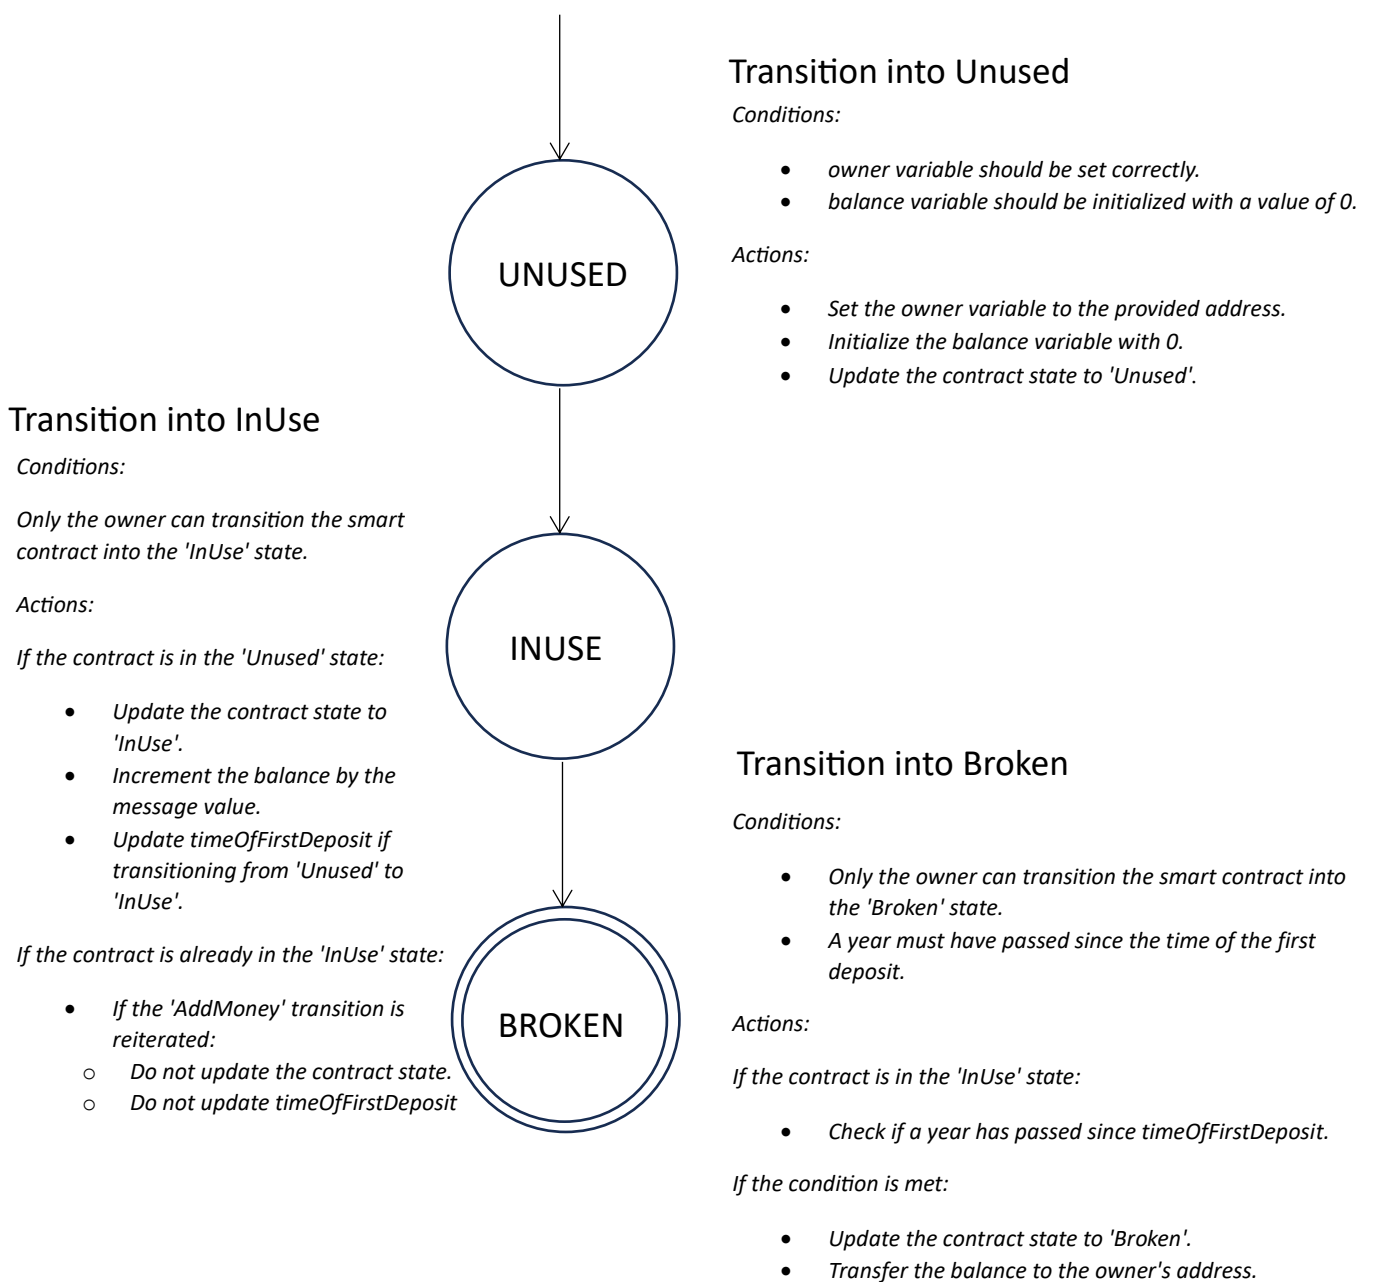 Transition into Unused
Conditions:
• owner variable should be set correctly.
• balance variable should be initialized with a value of 0.
Actions:
• Set the owner variable to the provided address.
• Initialize the balance variable with 0.
• Update the contract state to 'Unused'.
UNUSED
Transition into InUse
Conditions:
Only the owner can transition the smart
contract into the 'InUse' state.
Actions:
If the contract is in the 'Unused' state:
• Update the contract state to
'InUse'.
• Increment the balance by the
message value.
• Update timeOfFirstDeposit if
transitioning from 'Unused' to
'InUse'.
If the contract is already in the 'InUse' state:
• If the 'AddMoney' transition is
reiterated:
o Do not update the contract state.
o Do not update timeOfFirstDeposit
INUSE
BROKEN
Transition into Broken
Conditions:
• Only the owner can transition the smart contract into
the 'Broken' state.
• A year must have passed since the time of the first
deposit.
Actions:
If the contract is in the 'InUse' state:
• Check if a year has passed since timeOfFirstDeposit.
If the condition is met:
• Update the contract state to 'Broken'.
• Transfer the balance to the owner's address.